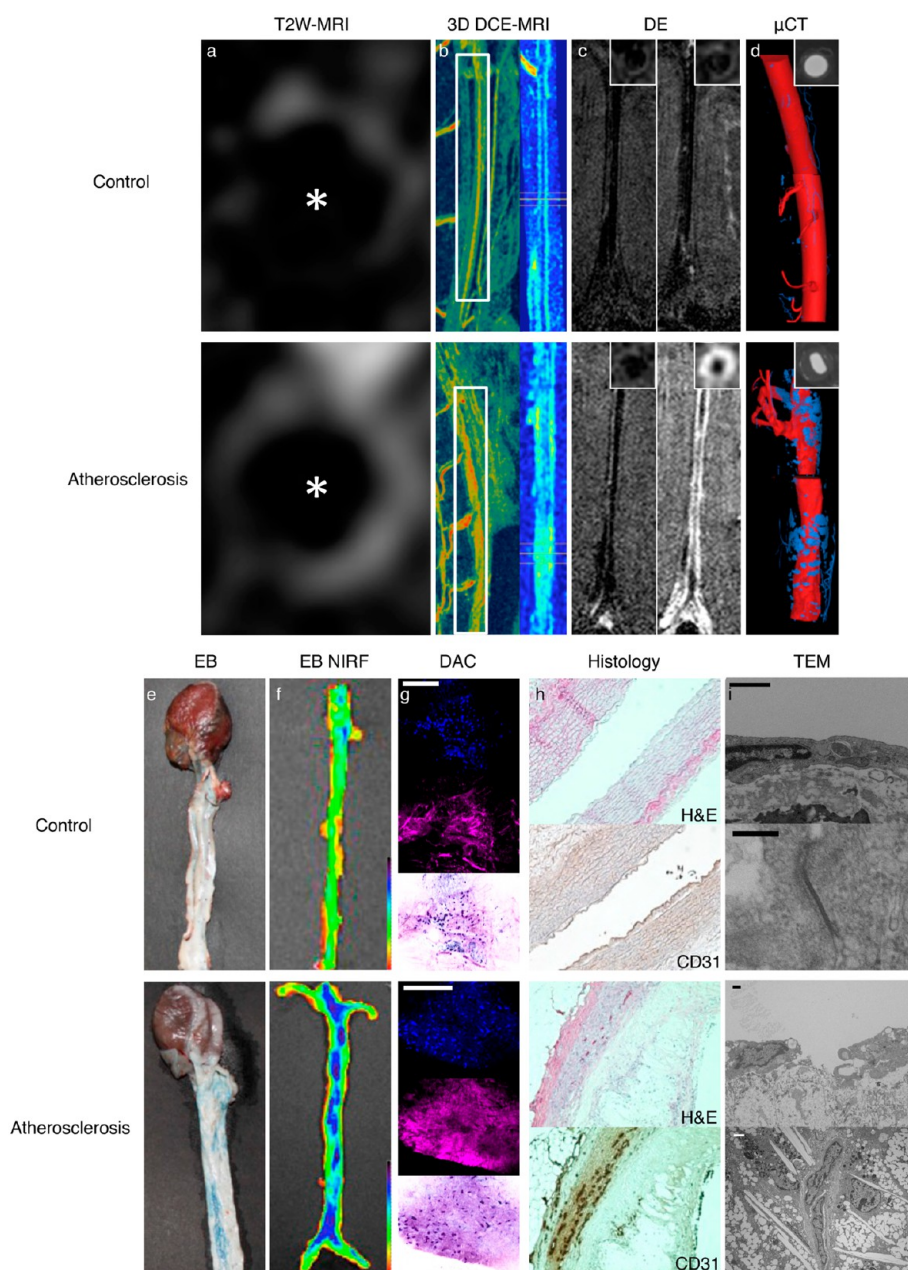 T2W-MRI 3D DCE-MRI DE µCT
a b c d
Control
*
Atherosclerosis
*
EB EB NIRF DAC Histology TEM
e f g h i
Control
H&E
CD31
Atherosclerosis
H&E
CD31